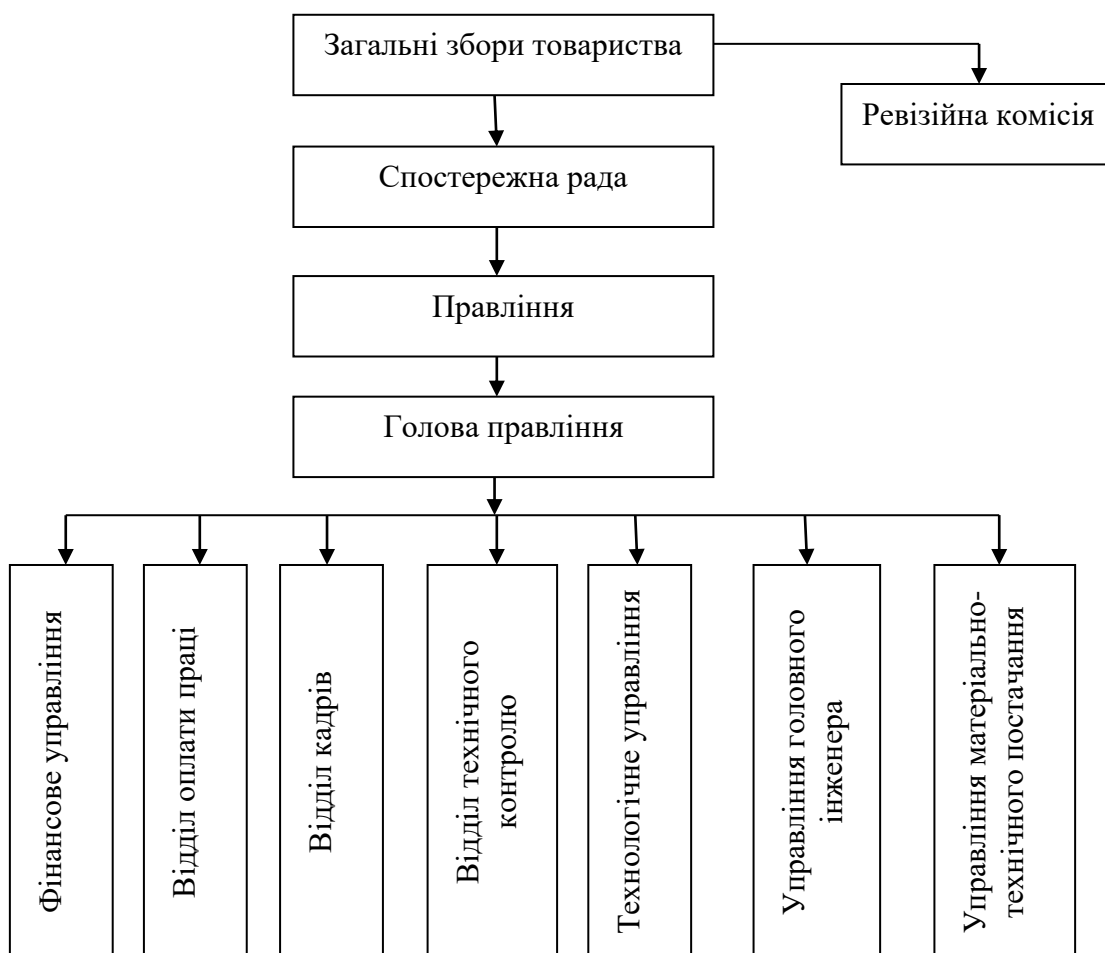 Загальні збори товариства
Ревізійна комісія
Спостережна рада
Правління
Голова правління
Фінансове управління
Відділ оплати праці
Відділ кадрів
Відділ технічного
контролю
Технологічне управління
Управління головного
інженера
Управління матеріально-
технічного постачання